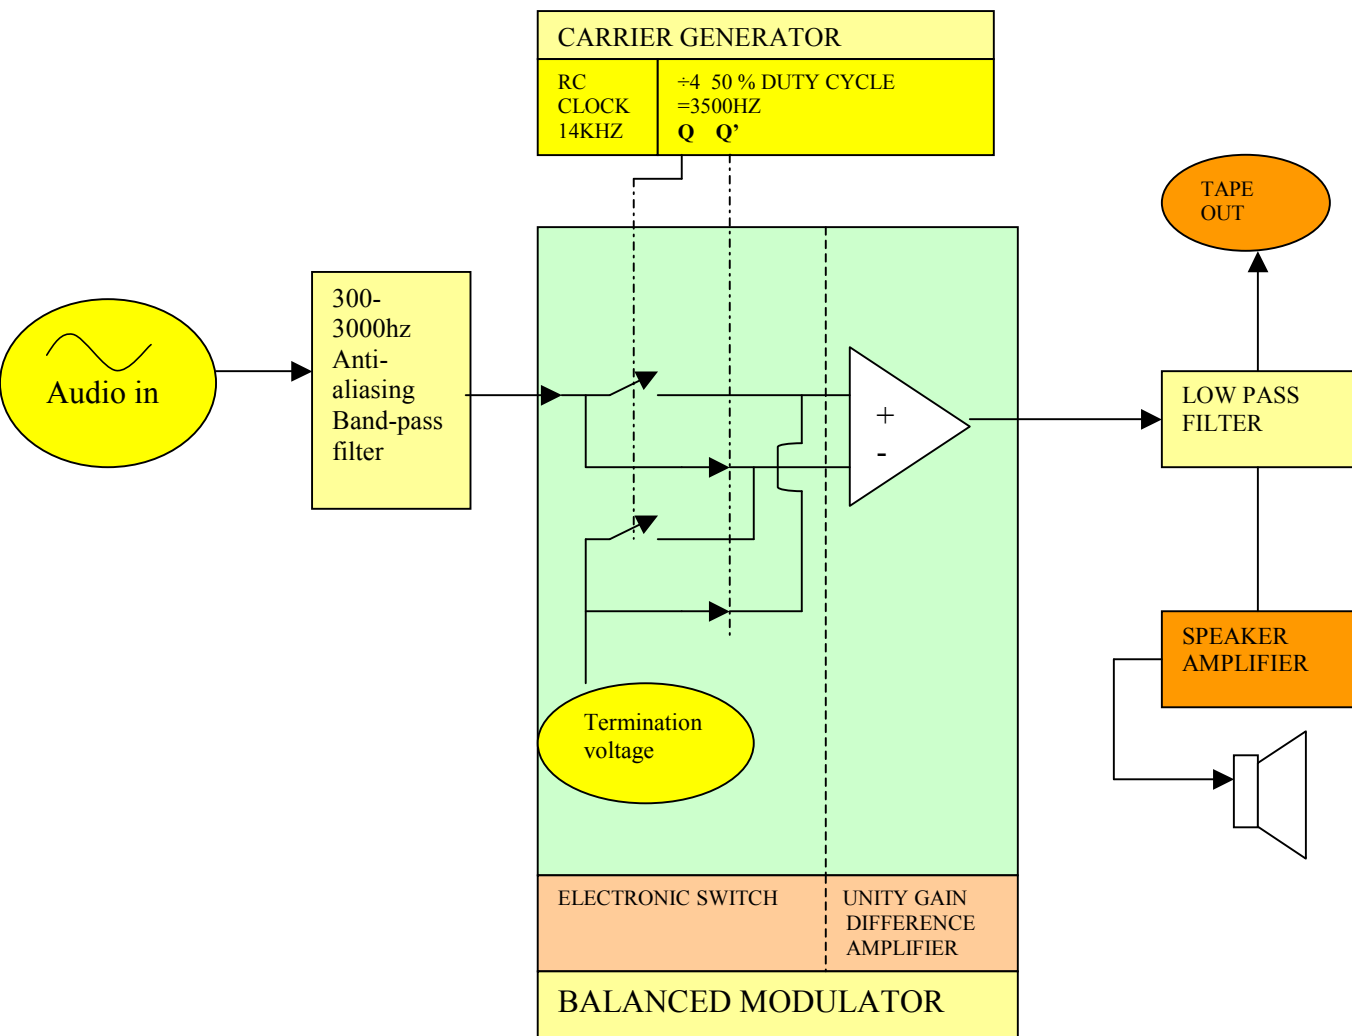 CARRIER GENERATOR
RC
CLOCK
14KHZ
÷4 50 % DUTY CYCLE
=3500HZ
Q Q’
TAPE
OUT
Audio in
300-
3000hz
Anti-
aliasing
Band-pass
filter
+
-
LOW PASS
FILTER
SPEAKER
AMPLIFIER
Termination
voltage
ELECTRONIC SWITCH
UNITY GAIN
DIFFERENCE
AMPLIFIER
BALANCED MODULATOR